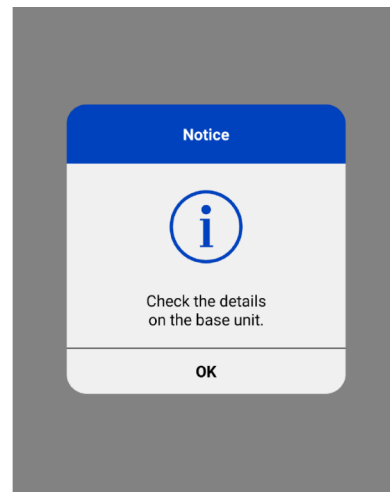 Notice
i
Check the details
on the base unit.
OK